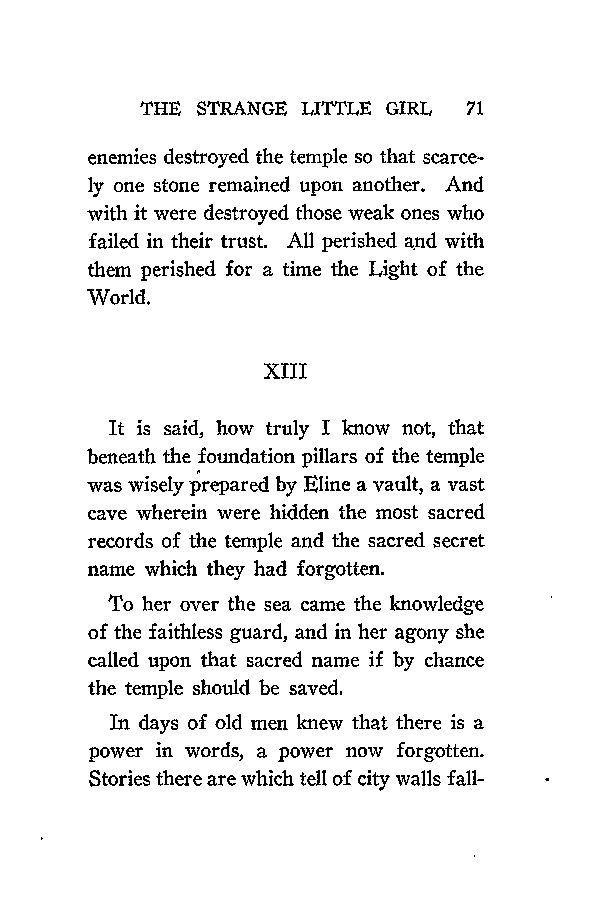 THE STRANGE LITTLE GIRL 71
enemies destroyed the temple so that scarce-
ly one stone remained upon another. And
with it were destroyed those weak ones who
failed in their trust. All perished and with
them perished for a time the Light of the
World.
XIII
It is said, how truly I know not, that
beneath the foundation pillars of the temple
was wisely prepared by Eline a vault, a vast
cave wherein were hidden the most sacred
records of the temple and the sacred secret
name which they had forgotten.
To her over the sea came the knowledge
of the faithless guard, and in her agony she
called upon that sacred name if by chance
the temple should be saved.
In days of old men knew that there is a
power in words, a power now forgotten.
Stories there are which tell of city walls fall-